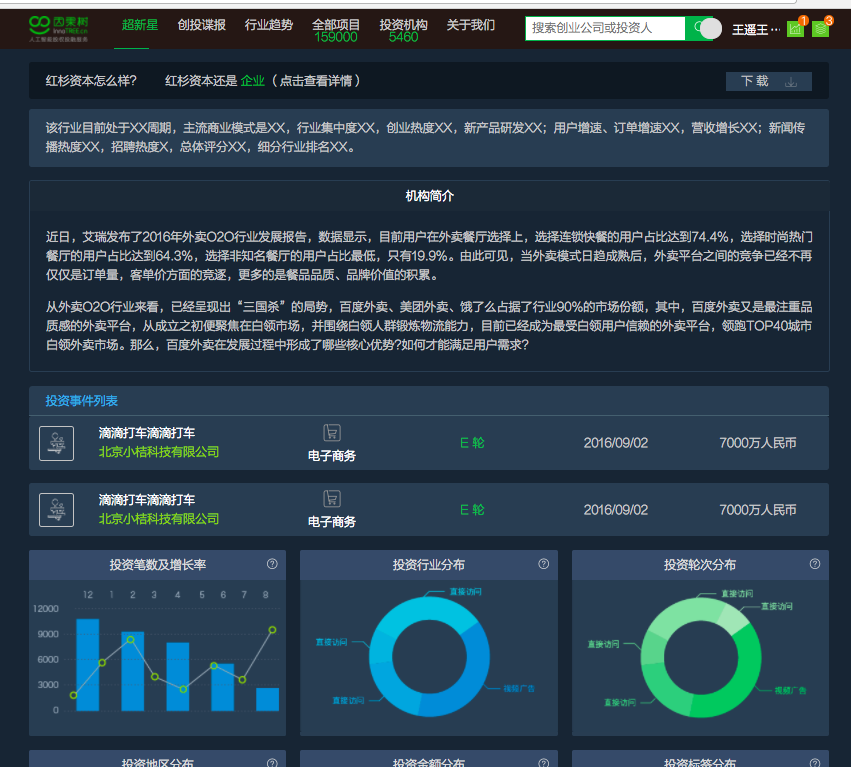 因果树
InnoTREE.cn
人工智能股权投融服务
超新星 创投谍报 行业趋势 全部项目 投资机构 关于我们
159000 5460
搜索创业公司或投资人
王遥王 ··· 1 3
红杉资本怎么样? 红杉资本还是 企业 ( 点击查看详情 )
下 载
该行业目前处于XX周期，主流商业模式是XX，行业集中度XX，创业热度XX，新产品研发XX；用户增速、订单增速XX，营收增长XX；新闻传
播热度XX，招聘热度X，总体评分XX，细分行业排名XX。
机构简介
近日，艾瑞发布了2016年外卖O2O行业发展报告，数据显示，目前用户在外卖餐厅选择上，选择连锁快餐的用户占比达到74.4%，选择时尚热门
餐厅的用户占比达到64.3%，选择非知名餐厅的用户占比最低，只有19.9%。由此可见，当外卖模式日趋成熟后，外卖平台之间的竞争已经不再
仅仅是订单量，客单价方面的竞逐，更多的是餐品品质、品牌价值的积累。
从外卖O2O行业来看，已经呈现出“三国杀”的局势，百度外卖、美团外卖、饿了么占据了行业90%的市场份额，其中，百度外卖又是最注重品
质感的外卖平台，从成立之初便聚焦在白领市场，并围绕白领人群锻炼物流能力，目前已经成为最受白领用户信赖的外卖平台，领跑TOP40城市
白领外卖市场。那么，百度外卖在发展过程中形成了哪些核心优势?如何才能满足用户需求?
投资事件列表
滴滴打车滴滴打车
北京小桔科技有限公司
电子商务
E 轮
2016/09/02
7000万人民币
滴滴打车滴滴打车
北京小桔科技有限公司
电子商务
E 轮
2016/09/02
7000万人民币
投资笔数及增长率
12 1 2 3 4 5 6 7 8
12000
9000
6000
3000
0
投资行业分布
直接访问
直接访问
视频广告
直接访问
投资轮次分布
直接访问
直接访问
直接访问
视频广告
直接访问
投资地区分布
投资金额分布
投资标签分布